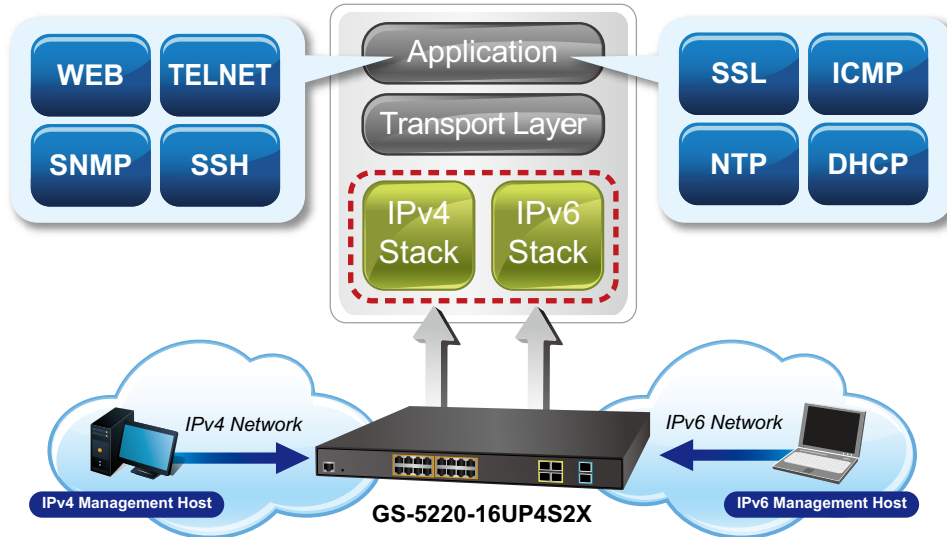 Application
Transport Layer
IPv4
Stack
IPv6
Stack
WEB
TELNET
SNMP
SSH
SSL
ICMP
NTP
DHCP
IPv4 Network
IPv4 Management Host
IPv6 Network
IPv6 Management Host
GS-5220-16UP4S2X